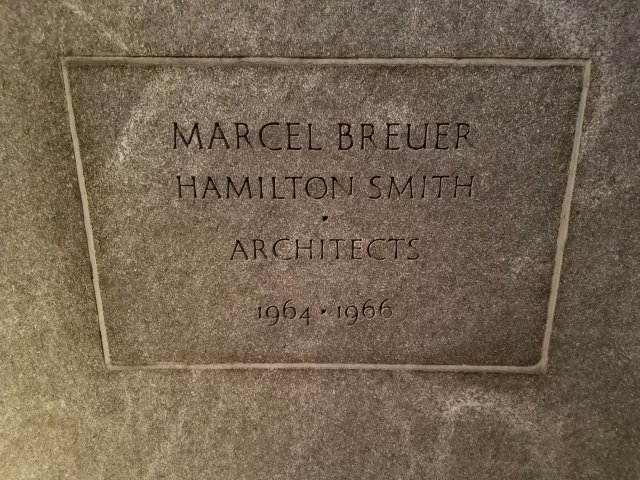 MARCEL BREUER
HAMILTON SMITH
·
ARCHITECTS
1964 · 1966